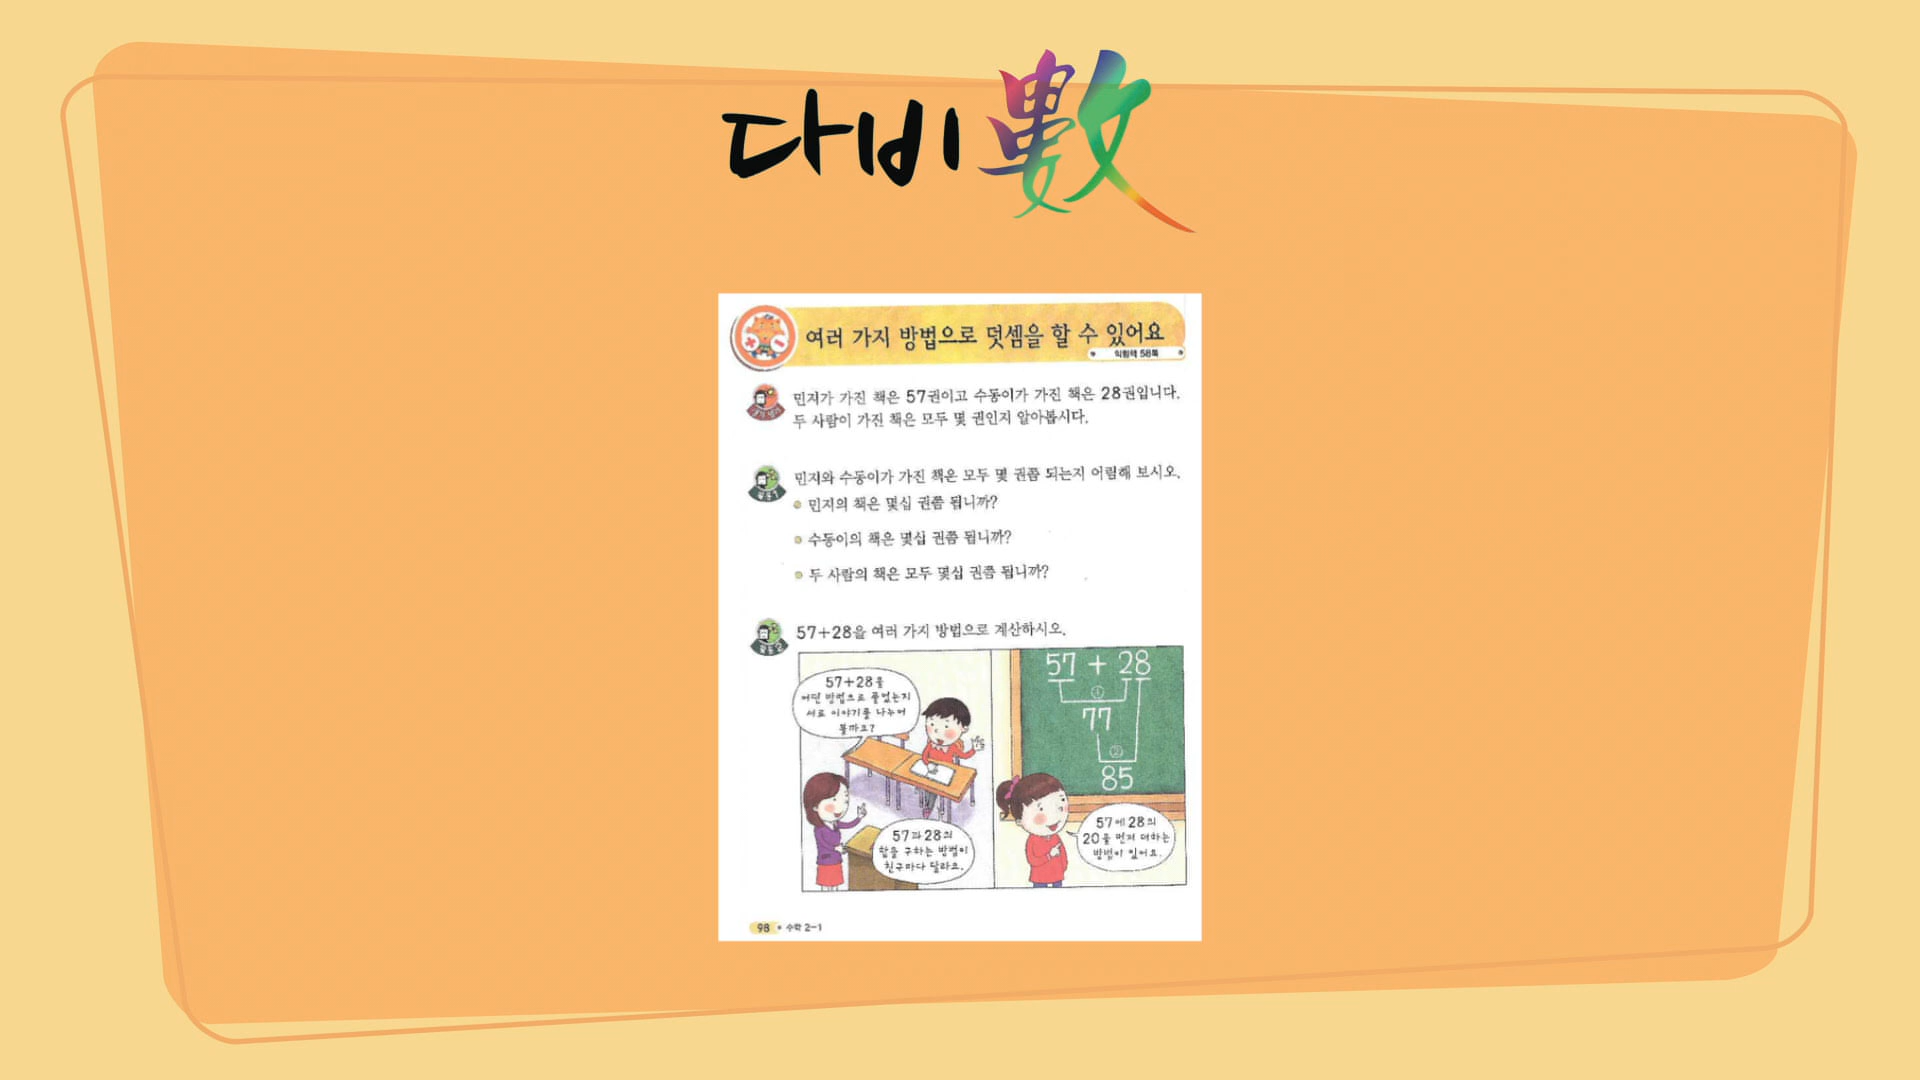 다비數
여러 가지 방법으로 덧셈을 할 수 있어요
익힘책 58쪽
민지가 가진 책은 57권이고 수동이가 가진 책은 28권입니다.
두 사람이 가진 책은 모두 몇 권인지 알아봅시다.
민지와 수동이가 가진 책은 모두 몇 권쯤 되는지 어림해 보시오.
민지의 책은 몇십 권쯤 됩니까?
수동이의 책은 몇십 권쯤 됩니까?
두 사람의 책은 모두 몇십 권쯤 됩니까?
57+28을 여러 가지 방법으로 계산하시오.
57+28을
어떤 방법으로 풀었는지
서로 이야기를 나누어
볼까요?
57과 28의
합을 구하는 방법이
친구마다 달라요.
57 + 28
①
77
②
85
57에 28의
20을 먼저 더하는
방법이 있어요.
98 • 수학 2-1